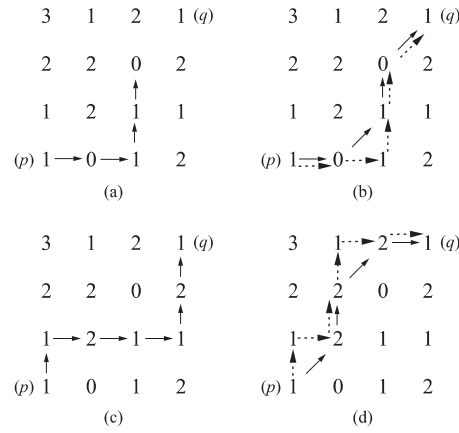 3 1 2 1 (q)
2 2 0 2
1 2 1 1
(p) 1 0 1 2
(a)
3 1 2 1 (q)
2 2 0 2
1 2 1 1
(p) 1 0 1 2
(b)
3 1 2 1 (q)
2 2 0 2
1 2 1 1
(p) 1 0 1 2
(c)
3 1 2 1 (q)
2 2 0 2
1 2 1 1
(p) 1 0 1 2
(d)